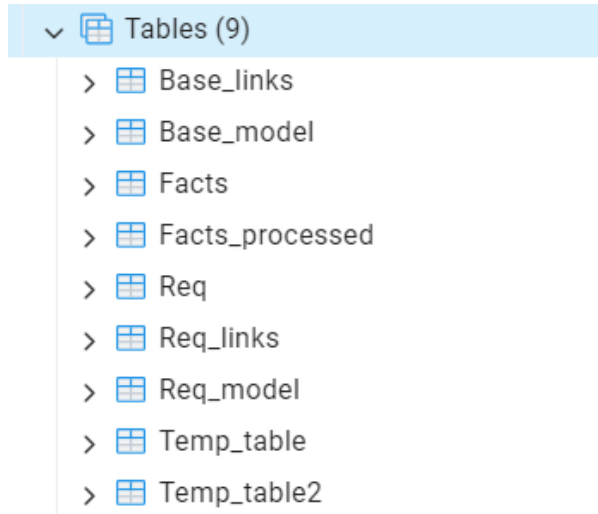 Tables (9)
Base_links
Base_model
Facts
Facts_processed
Req
Req_links
Req_model
Temp_table
Temp_table2